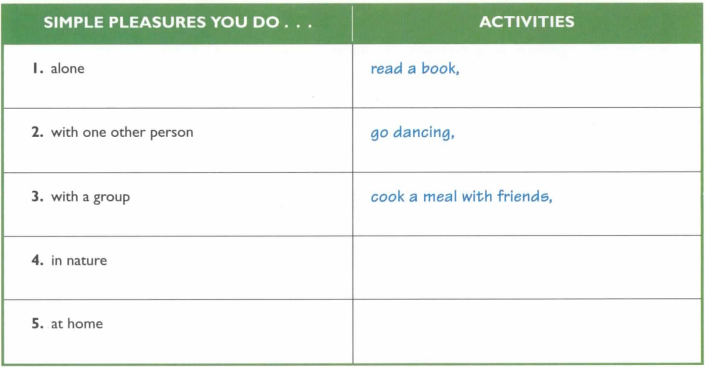 SIMPLE PLEASURES YOU DO . . .
ACTIVITIES
1. alone
read a book,
2. with one other person
go dancing,
3. with a group
cook a meal with friends,
4. in nature
5. at home